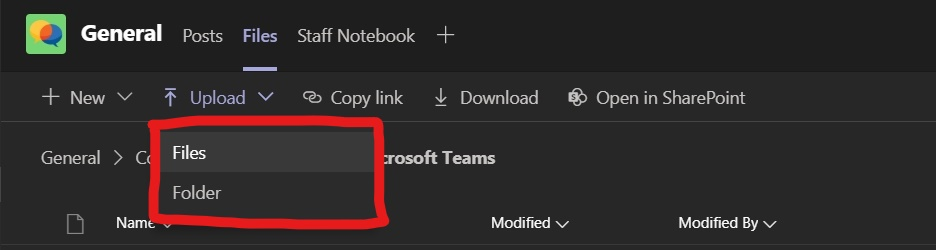 General Posts Files Staff Notebook
New Upload Copy link Download Open in SharePoint
General > Co
crosoft Teams
Files
Folder
Name Modified Modified By